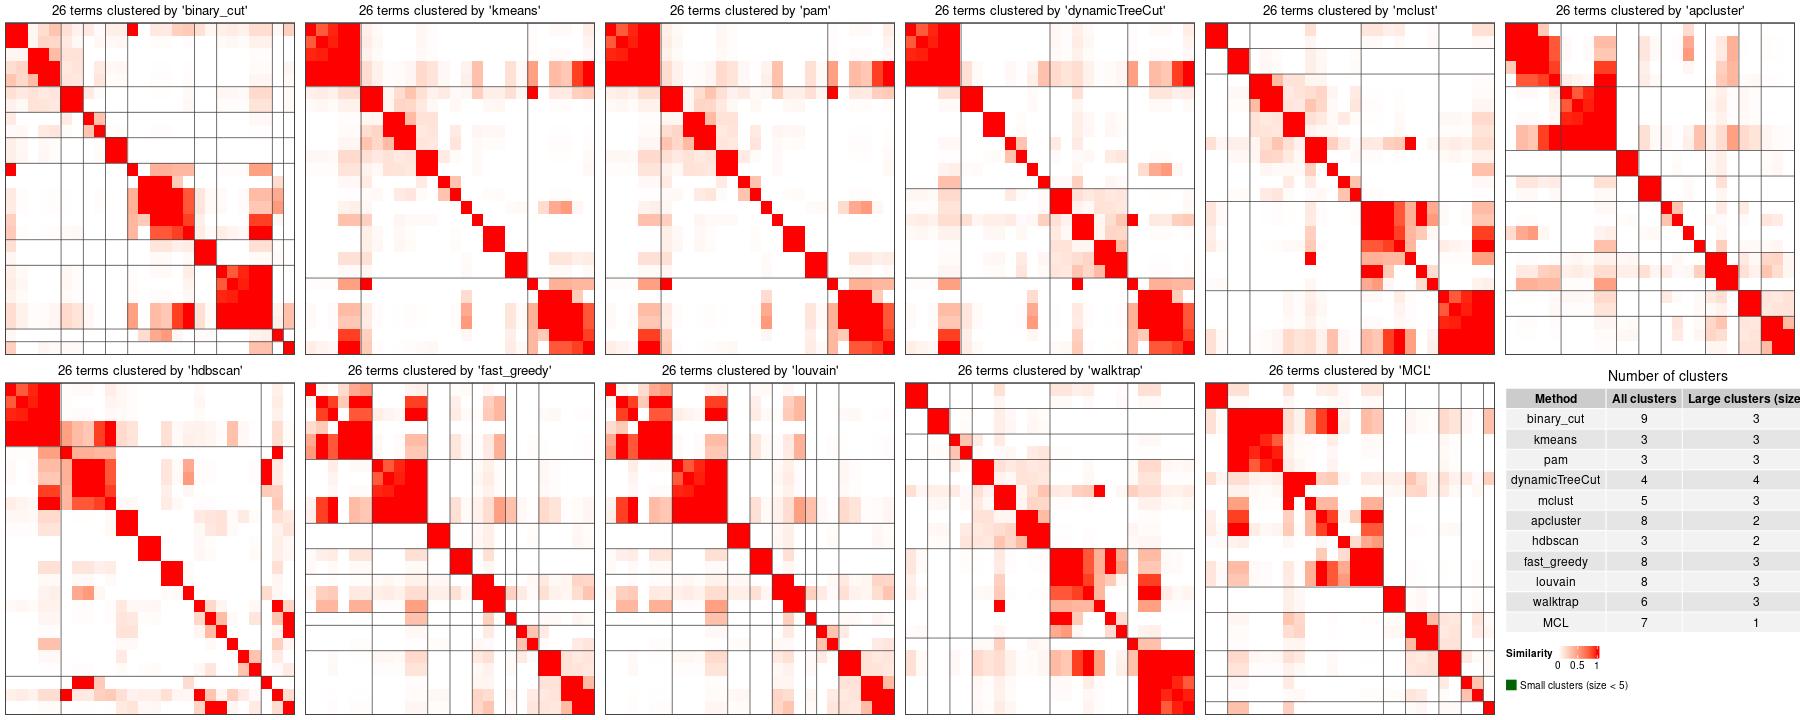 26 terms clustered by 'binary_cut'
26 terms clustered by 'kmeans'
26 terms clustered by 'pam'
26 terms clustered by 'dynamicTreeCut'
26 terms clustered by 'mclust'
26 terms clustered by 'apcluster'
26 terms clustered by 'hdbscan'
26 terms clustered by 'fast_greedy'
26 terms clustered by 'louvain'
26 terms clustered by 'walktrap'
26 terms clustered by 'MCL'
Number of clusters
Method All clusters Large clusters (size
binary_cut 9 3
kmeans 3 3
pam 3 3
dynamicTreeCut 4 4
mclust 5 3
apcluster 8 2
hdbscan 3 2
fast_greedy 8 3
louvain 8 3
walktrap 6 3
MCL 7 1
Similarity
0 0.5 1
Small clusters (size < 5)